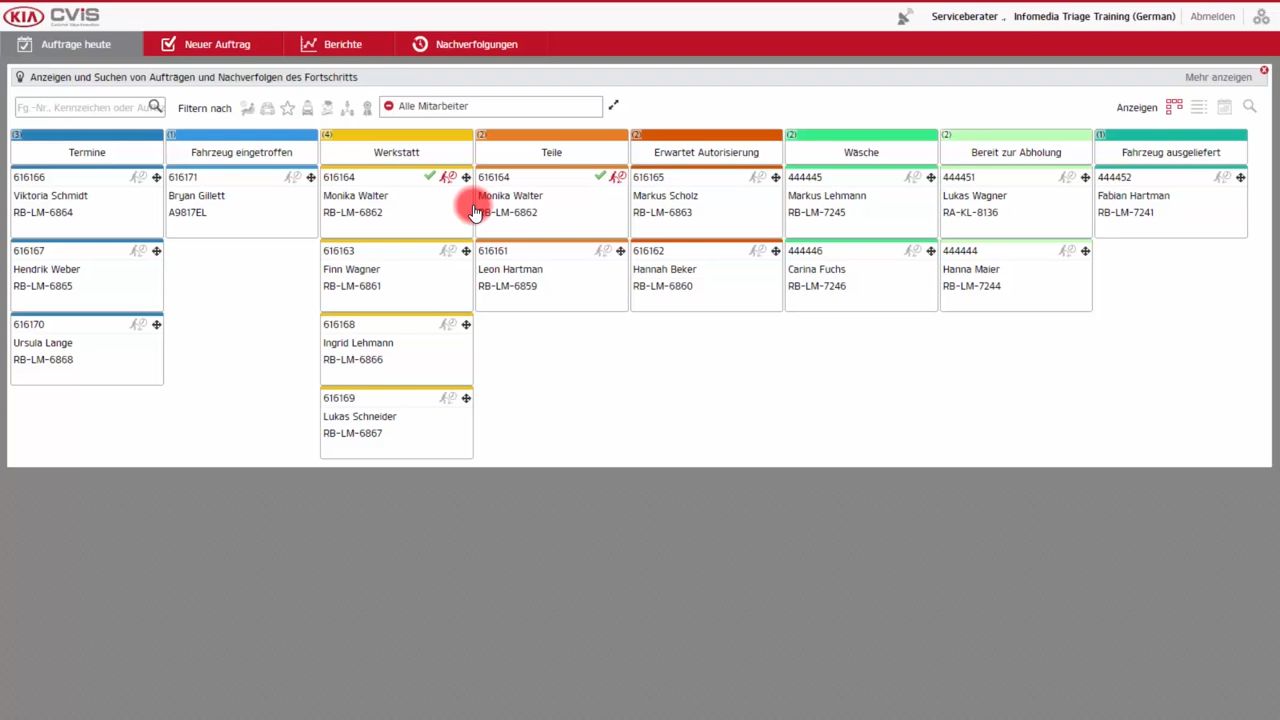 KIA CVIS
Serviceberater ., Infomedia Triage Training (German) Abmelden
Aufträge heute Neuer Auftrag Berichte Nachverfolgungen
Anzeigen und Suchen von Aufträgen und Nachverfolgen des Fortschritts Mehr anzeigen
Fg.-Nr., Kennzeichen oder Au Filtern nach Alle Mitarbeiter Anzeigen
(3) (1) (4) (2) (2) (2) (2) (1)
Termine Fahrzeug eingetroffen Werkstatt Teile Erwartet Autorisierung Wäsche Bereit zur Abholung Fahrzeug ausgeliefert
616166 616171 616164 616164 616165 444445 444451 444452
Viktoria Schmidt Bryan Gillett Monika Walter Monika Walter Markus Scholz Markus Lehmann Lukas Wagner Fabian Hartman
RB-LM-6864 A9817EL RB-LM-6862 RB-LM-6862 RB-LM-6863 RB-LM-7245 RA-KL-8136 RB-LM-7241
616167 616163 616161 616162 444446 444444
Hendrik Weber Finn Wagner Leon Hartman Hannah Beker Carina Fuchs Hanna Maier
RB-LM-6865 RB-LM-6861 RB-LM-6859 RB-LM-6860 RB-LM-7246 RB-LM-7244
616170 616168
Ursula Lange Ingrid Lehmann
RB-LM-6868 RB-LM-6866
616169
Lukas Schneider
RB-LM-6867